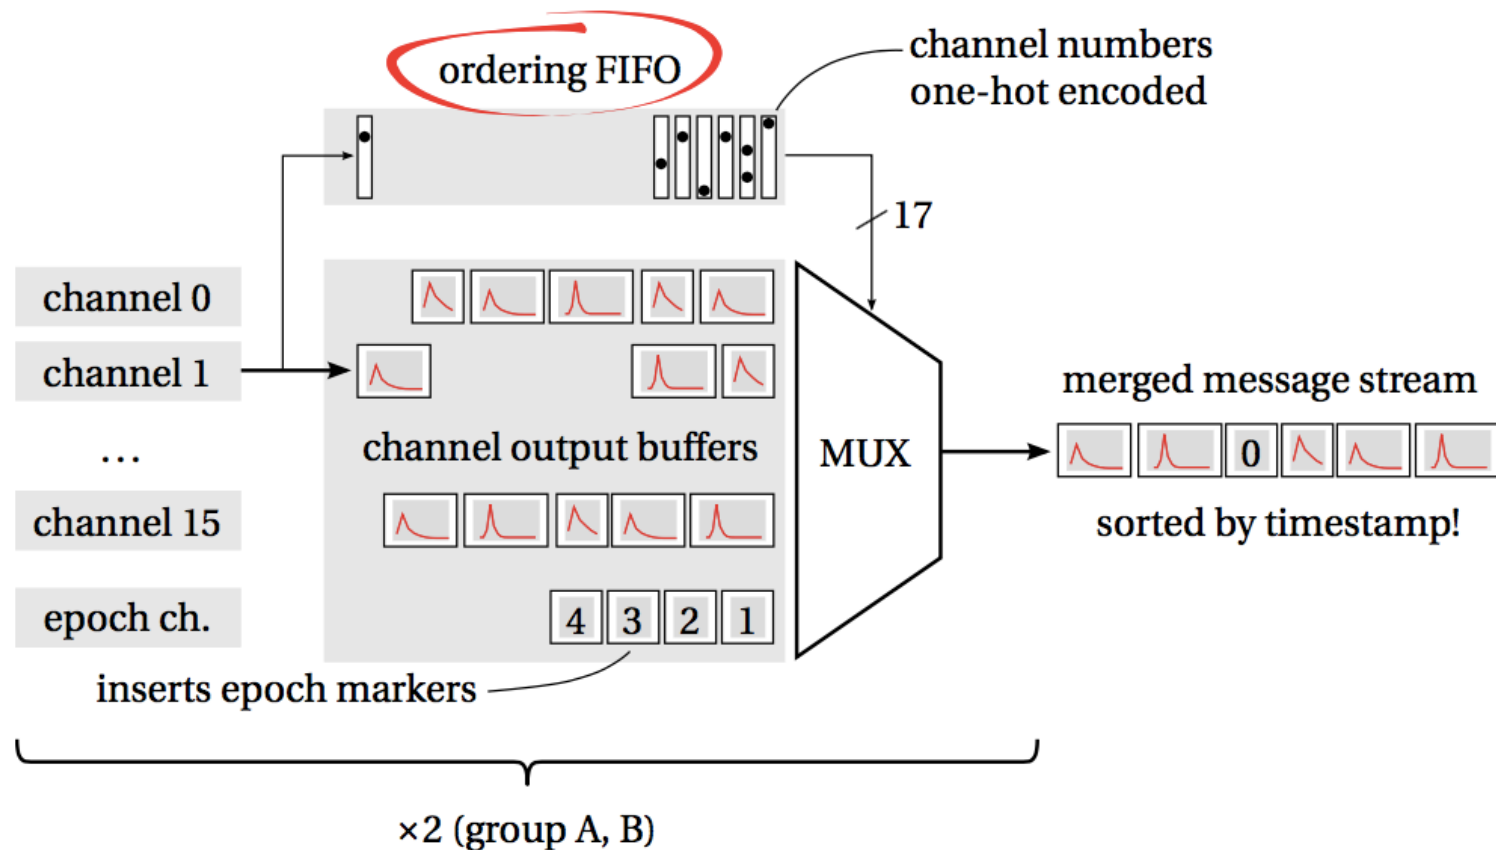 ordering FIFO
channel numbers
one-hot encoded
17
channel 0
channel 1
...
channel 15
epoch ch.
channel output buffers
4 3 2 1
inserts epoch markers
MUX
merged message stream
0
sorted by timestamp!
×2 (group A, B)